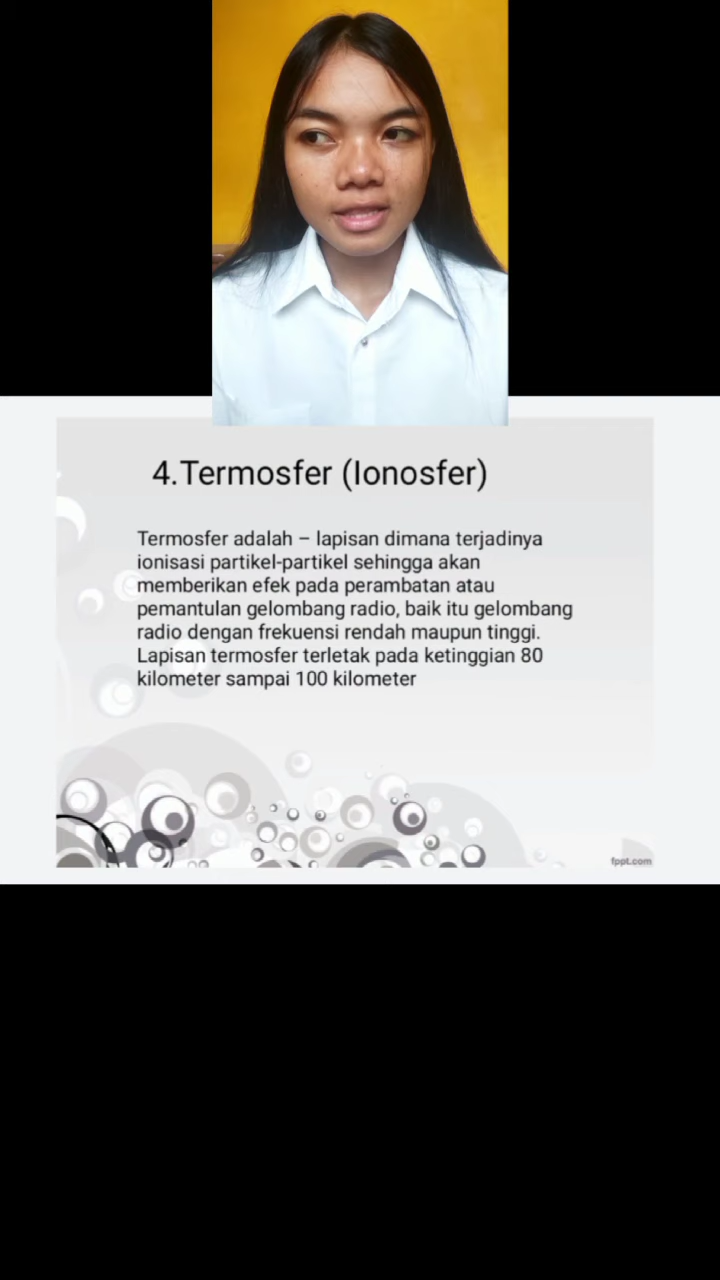 4.Termosfer (Ionosfer)
Termosfer adalah – lapisan dimana terjadinya
ionisasi partikel-partikel sehingga akan
memberikan efek pada perambatan atau
pemantulan gelombang radio, baik itu gelombang
radio dengan frekuensi rendah maupun tinggi.
Lapisan termosfer terletak pada ketinggian 80
kilometer sampai 100 kilometer
fppt.com